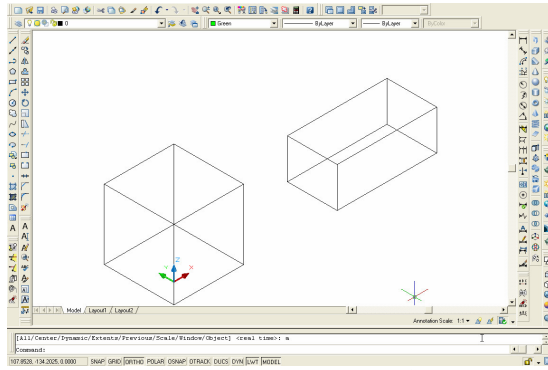 0 Green ByLayer ByLayer ByColor
Z
Y X
Model Layout1 Layout2
Annotation Scale: 1:1
[All/Center/Dynamic/Extents/Previous/Scale/Window/Object] <real time>: a
Command:
107.8528, -134.2025, 0.0000 SNAP GRID ORTHO POLAR OSNAP OTRACK DUCS DYN LWT MODEL